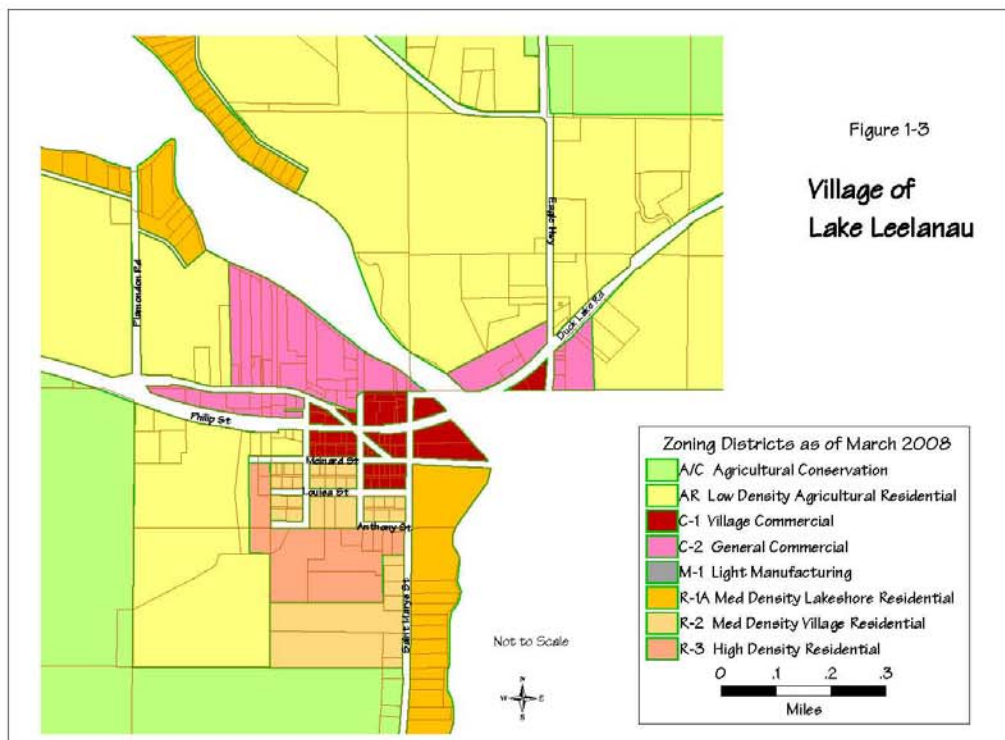 Figure 1-3
Village of
Lake Leelanau
Eagle Hwy
Plamondon Rd
Duck Lake Rd
Philip St
Meinard St
Louisa St
Anthony St
Saint Marys St
Zoning Districts as of March 2008
A/C Agricultural Conservation
AR Low Density Agricultural Residential
C-1 Village Commercial
C-2 General Commercial
M-1 Light Manufacturing
R-1A Med Density Lakeshore Residential
R-2 Med Density Village Residential
R-3 High Density Residential
Not to Scale
N
W E
S
0 .1 .2 .3
Miles